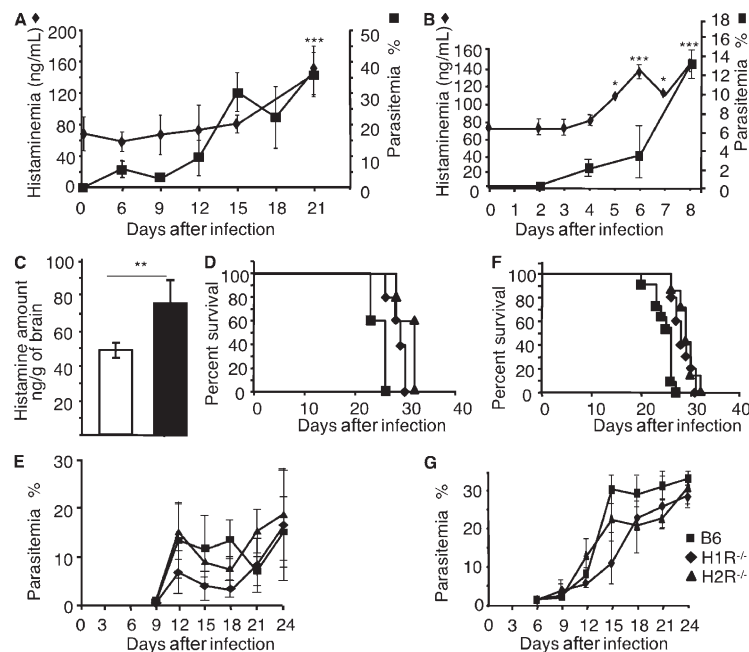 A
Histaminemia (ng/mL) ♦
200
160
120
80
40
0
***
■
50
40
30
20
10
0
Parasitemia %
0 6 9 12 15 18 21
Days after infection
B
Histaminemia (ng/mL) ♦
160
140
120
100
80
60
40
20
0
* *** * ***
■
18
16
14
12
10
8
6
4
2
0
Parasitemia %
0 1 2 3 4 5 6 7 8
Days after infection
C
Histamine amount
ng/g of brain
100
80
60
40
20
**
D
Percent survival
100
80
60
40
20
0
0 10 20 30 40
Days after infection
F
Percent survival
100
80
60
40
20
0
0 10 20 30 40
Days after infection
E
Parasitemia %
30
20
10
0
0 3 6 9 12 15 18 21 24
Days after infection
G
Parasitemia %
30
20
10
0
0 3 6 9 12 15 18 21 24
Days after infection
■ B6
♦ H1R-/-
▲ H2R-/-